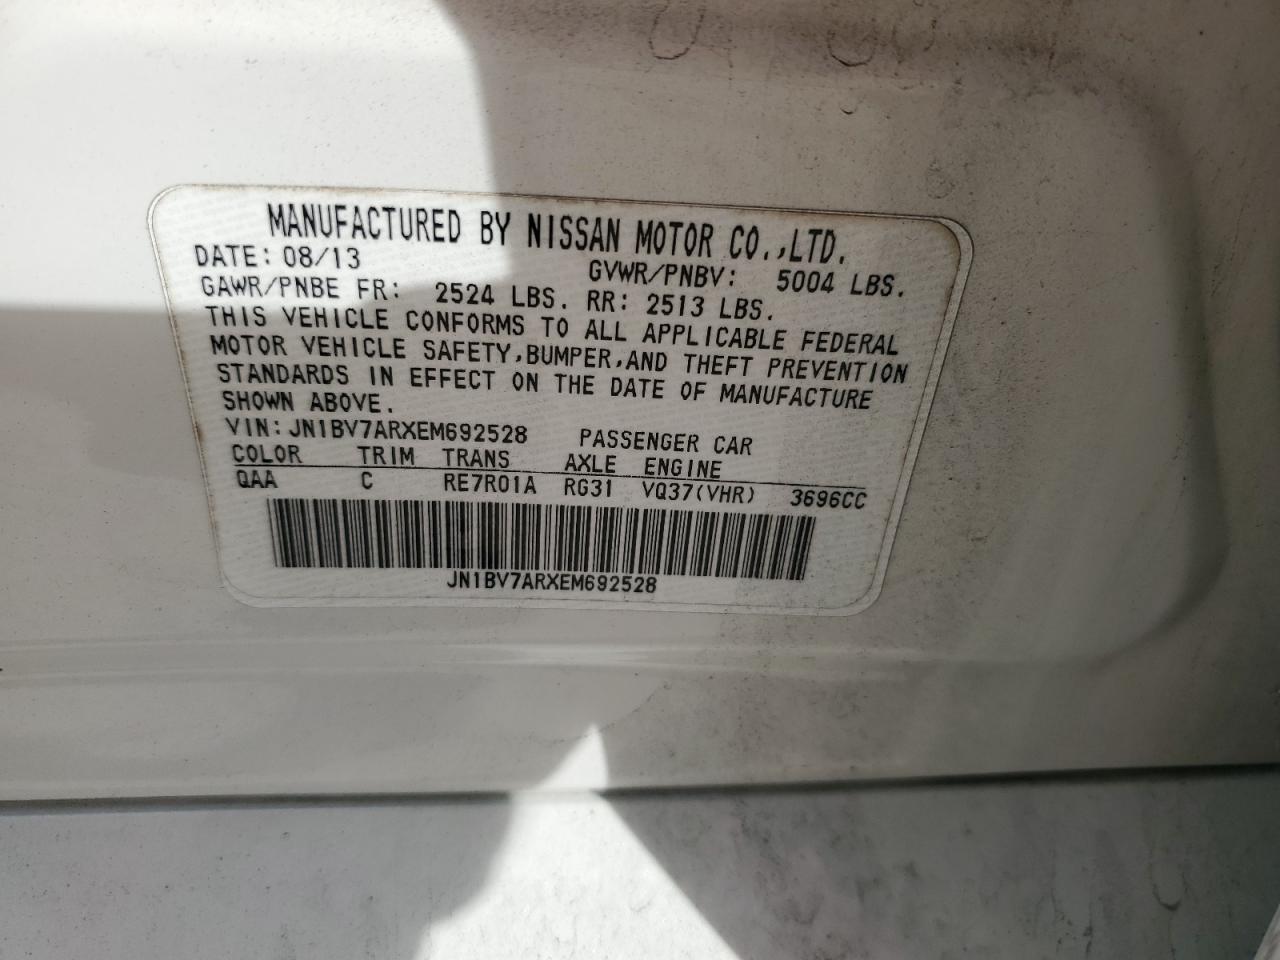 MANUFACTURED BY NISSAN MOTOR CO.,LTD.
DATE: 08/13 GVWR/PNBV: 5004 LBS.
GAWR/PNBE FR: 2524 LBS. RR: 2513 LBS.
THIS VEHICLE CONFORMS TO ALL APPLICABLE FEDERAL
MOTOR VEHICLE SAFETY,BUMPER,AND THEFT PREVENTION
STANDARDS IN EFFECT ON THE DATE OF MANUFACTURE
SHOWN ABOVE.
VIN: JN1BV7ARXEM692528 PASSENGER CAR
COLOR TRIM TRANS AXLE ENGINE
QAA C RE7R01A RG31 VQ37(VHR) 3696CC
JN1BV7ARXEM692528